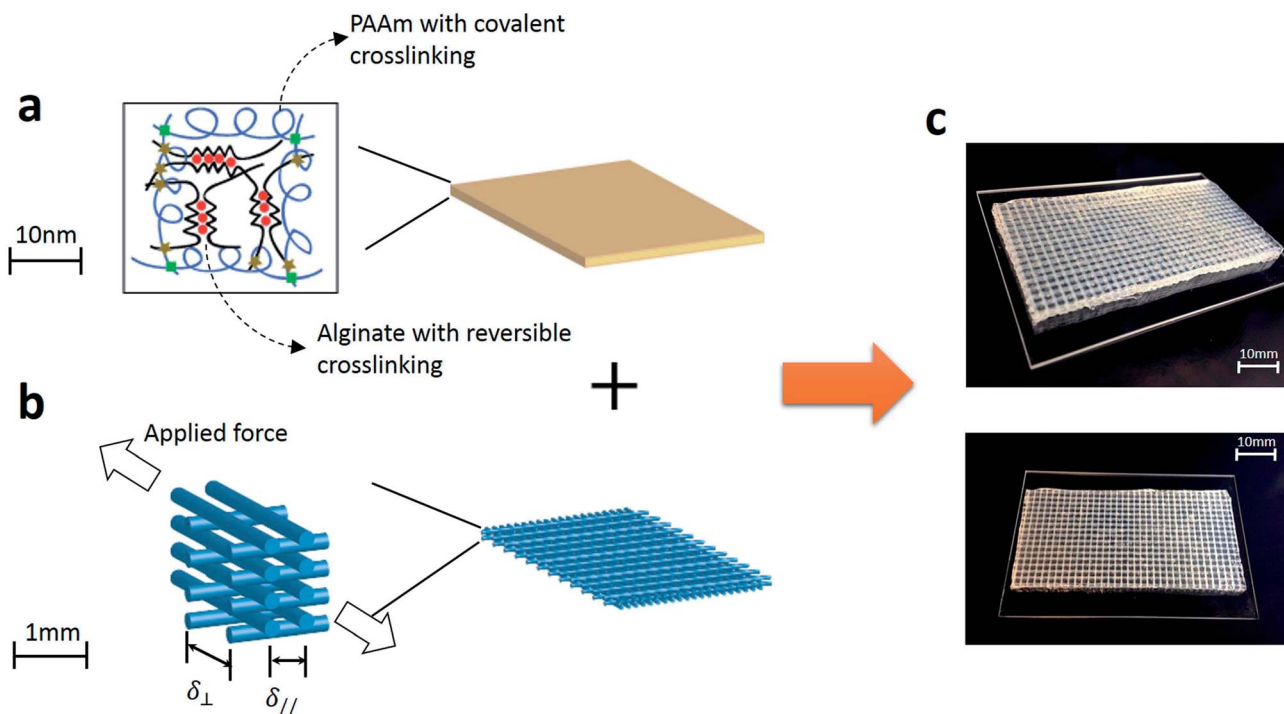 PAAm with covalent
crosslinking
a
c
10nm
Alginate with reversible
crosslinking
10mm
b
Applied force
10mm
1mm
δ⊥
δ//